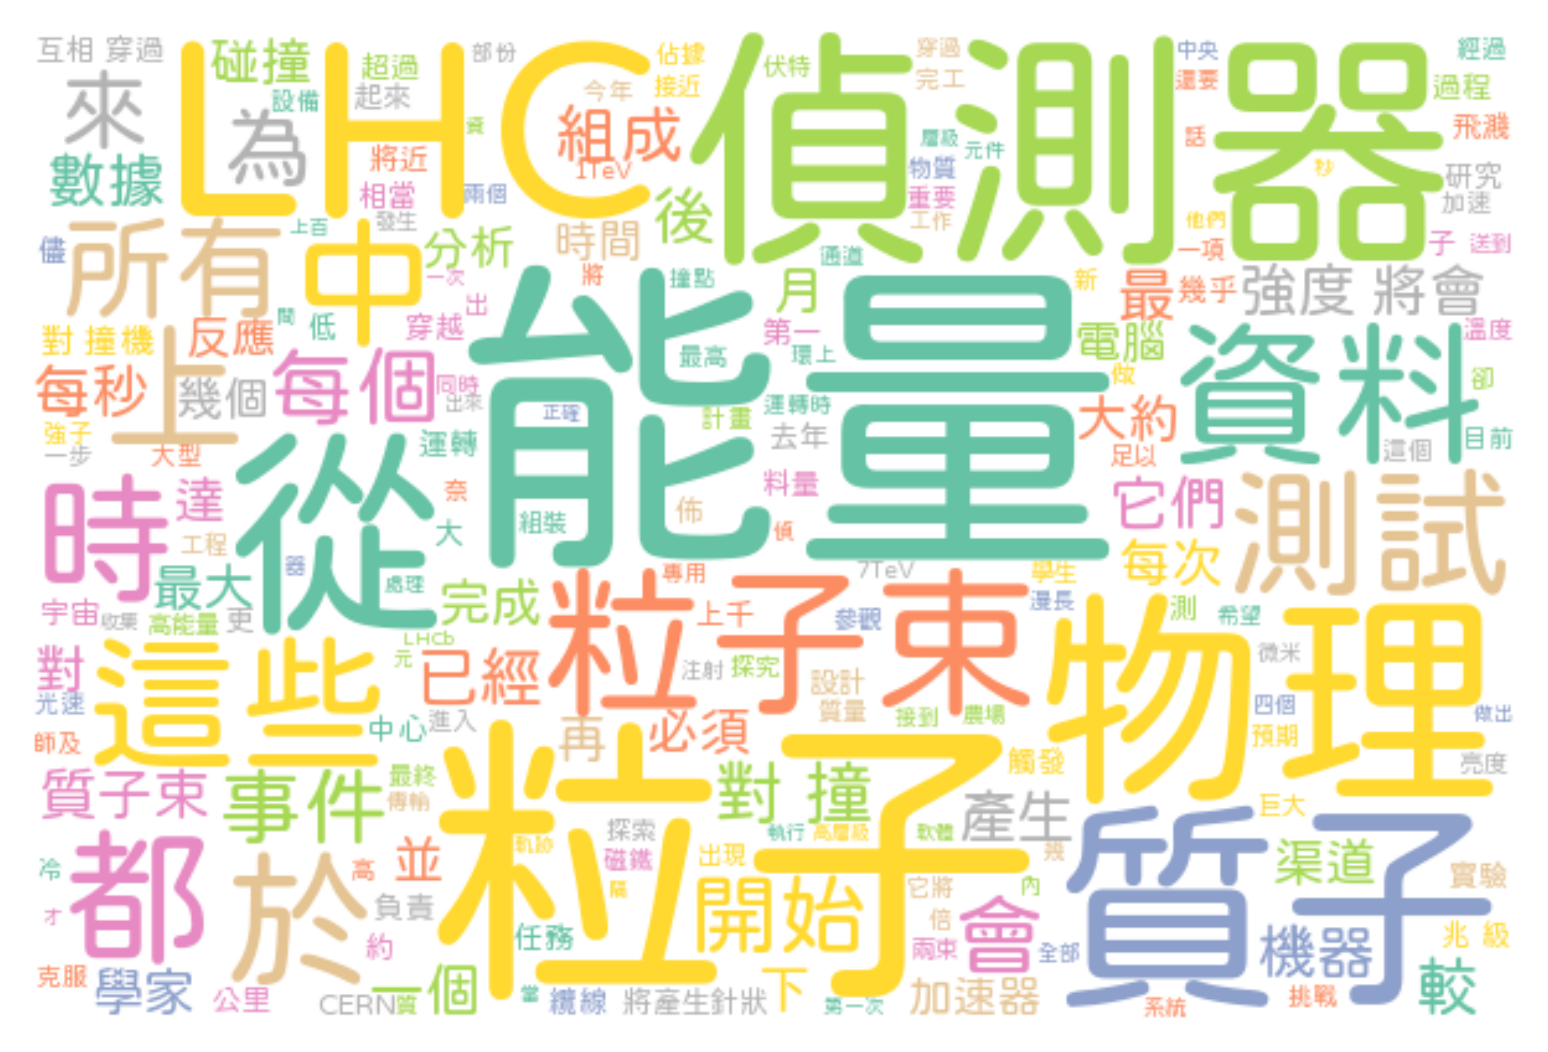 互相 穿過
LHC
碰撞
超過
部份
佔據
偵測器
伏特
穿過
中央
經過
來
為
設備
起來
今年
接近
完工
還要
過程
數據
將近
資
組成
1TeV
層級
元件
話
飛濺
相當
兩個
後
物質
重要
秒
研究
加速
儘
所有
上百
中
發生
分析
時間
工作
他們
一項
子
送到
一次
將
撞點
通道
月
新
最
幾乎
強度 將會
對 撞機
反應
間
低
穿越
出
能量
第一
環上
最高
電腦
資料
溫度
每秒
上
幾個
每個
同時
出來
正確
計畫
運轉時
做
卻
強子
一步
大型
從
運轉
去年
大約
足以
這個
目前
時
達
奈
大
組裝
佈
料量
偵
它們
測試
工程
器
最大
處理
完成
粒子束
專用
7TeV
學生
每次
宇宙
收集
高能量
更
LHCb
元
上千
參觀
漫長
測
希望
對
這些
已經
注射
探究
設計
質量
物理
微米
光速
師及
中心
進入
再
必須
接到
農場
四個
預期
做出
質子束
事件
最終
傳輸
粒子
對 撞
觸發
亮度
都
於
高
並
軌跡
探索
磁鐵
執行
高層級
軟體
產生
幾
質子
巨大
渠道
實驗
冷
才
負責
約
任務
隔
出現
開始
它將
倍
兩束
會
內
全部
機器
兆 級
克服
學家
公里
CERN
質
一個
當
纜線
將產生針狀
下
第一次
加速器
系統
挑戰
較